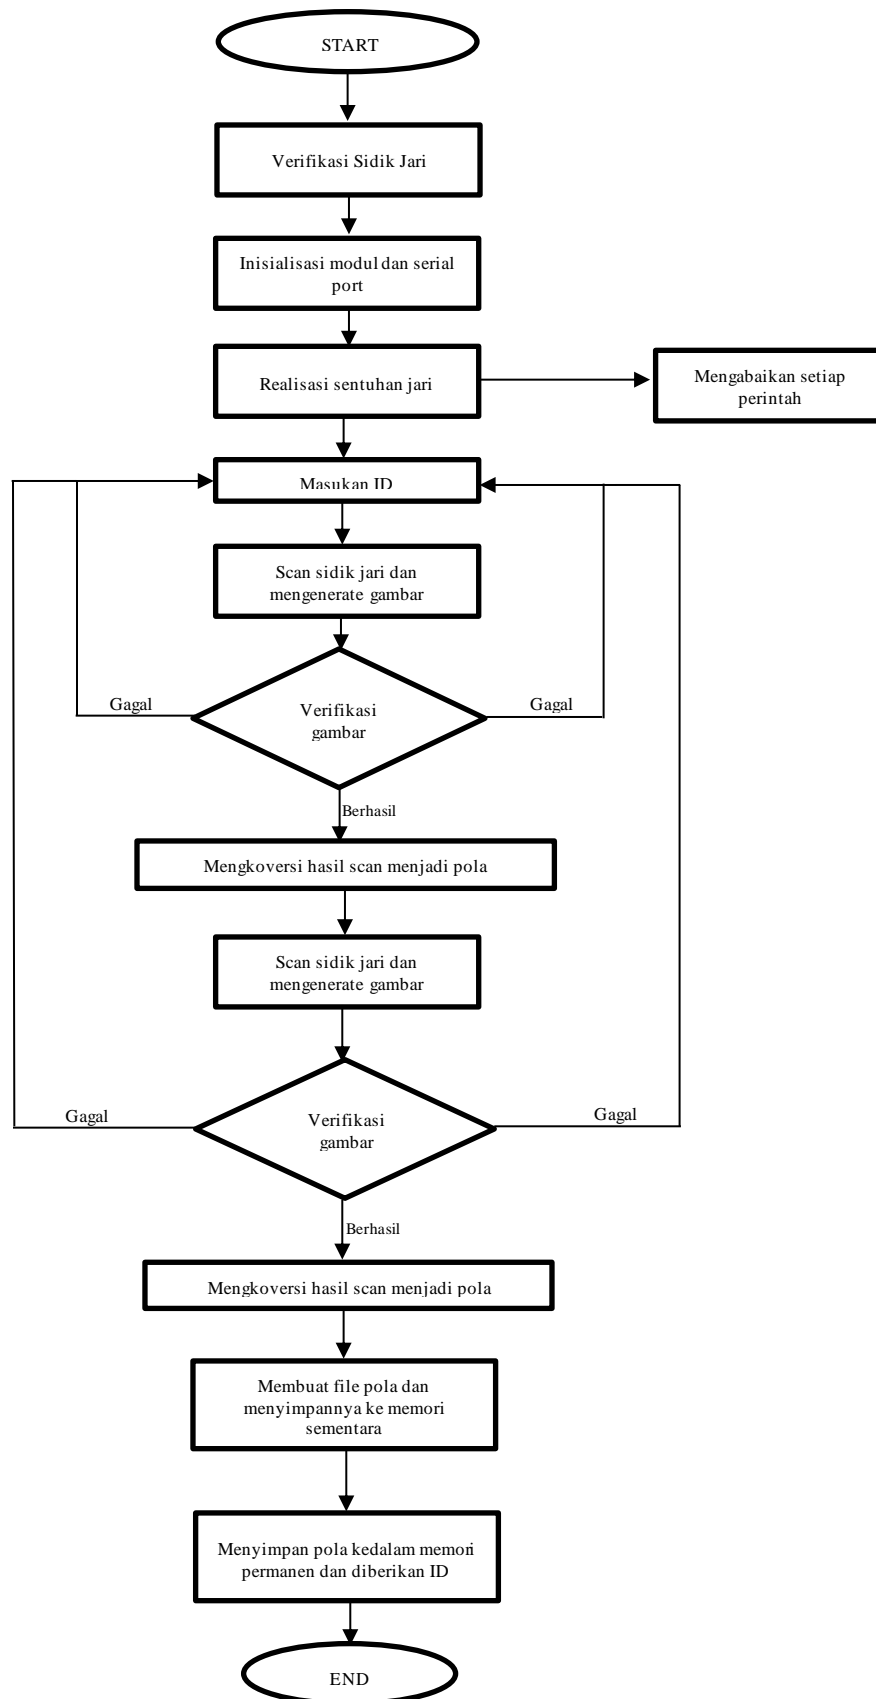 START
Verifikasi Sidik Jari
Inisialisasi modul dan serial
port
Realisasi sentuhan jari
Mengabaikan setiap
perintah
Masukan ID
Scan sidik jari dan
mengenerate gambar
Verifikasi
gambar
Gagal
Gagal
Berhasil
Mengkoversi hasil scan menjadi pola
Scan sidik jari dan
mengenerate gambar
Verifikasi
gambar
Gagal
Gagal
Berhasil
Mengkoversi hasil scan menjadi pola
Membuat file pola dan
menyimpannya ke memori
sementara
Menyimpan pola kedalam memori
permanen dan diberikan ID
END